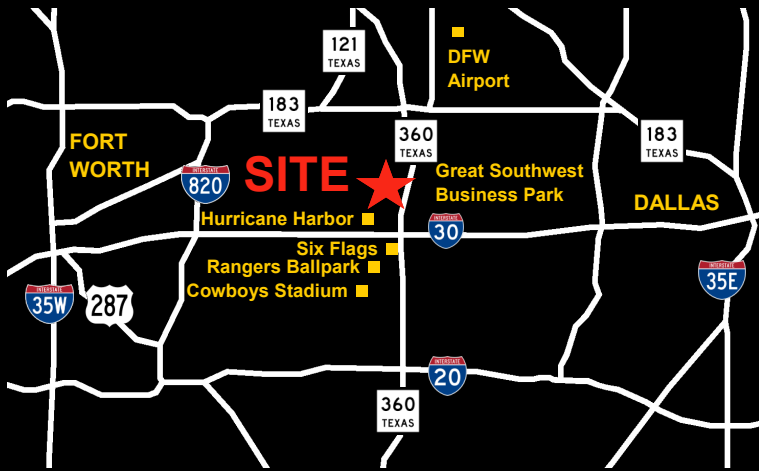 DFW
Airport
121
TEXAS
183
TEXAS
360
TEXAS
183
TEXAS
FORT
WORTH
SITE
INTERSTATE
820
Great Southwest
Business Park
DALLAS
Hurricane Harbor
INTERSTATE
30
Six Flags
Rangers Ballpark
Cowboys Stadium
INTERSTATE
35W
287
INTERSTATE
35E
INTERSTATE
20
360
TEXAS